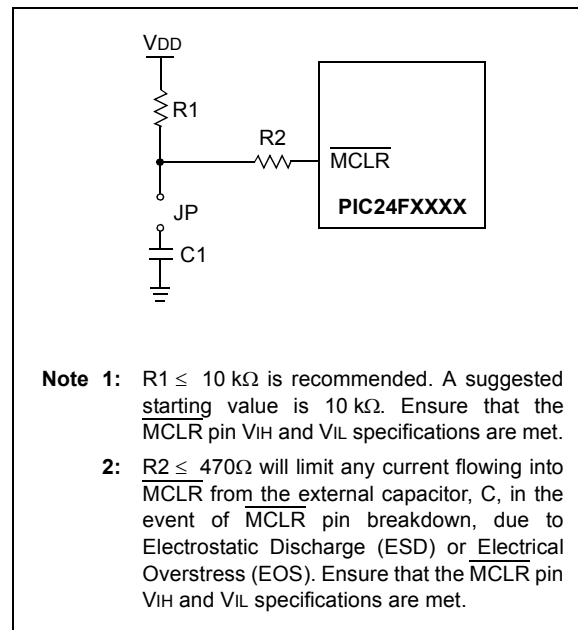 VDD
R1
R2
MCLR
JP
PIC24FXXXX
C1
Note 1: R1 ≤ 10 kΩ is recommended. A suggested
starting value is 10 kΩ. Ensure that the
MCLR pin VIH and VIL specifications are met.
2: R2 ≤ 470Ω will limit any current flowing into
MCLR from the external capacitor, C, in the
event of MCLR pin breakdown, due to
Electrostatic Discharge (ESD) or Electrical
Overstress (EOS). Ensure that the MCLR pin
VIH and VIL specifications are met.